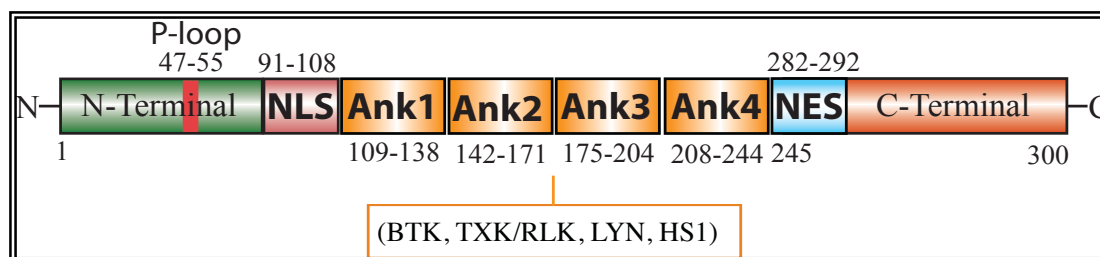 P-loop
47-55 91-108 282-292
N N-Terminal NLS Ank1 Ank2 Ank3 Ank4 NES C-Terminal C
1 109-138 142-171 175-204 208-244 245 300
(BTK, TXK/RLK, LYN, HS1)